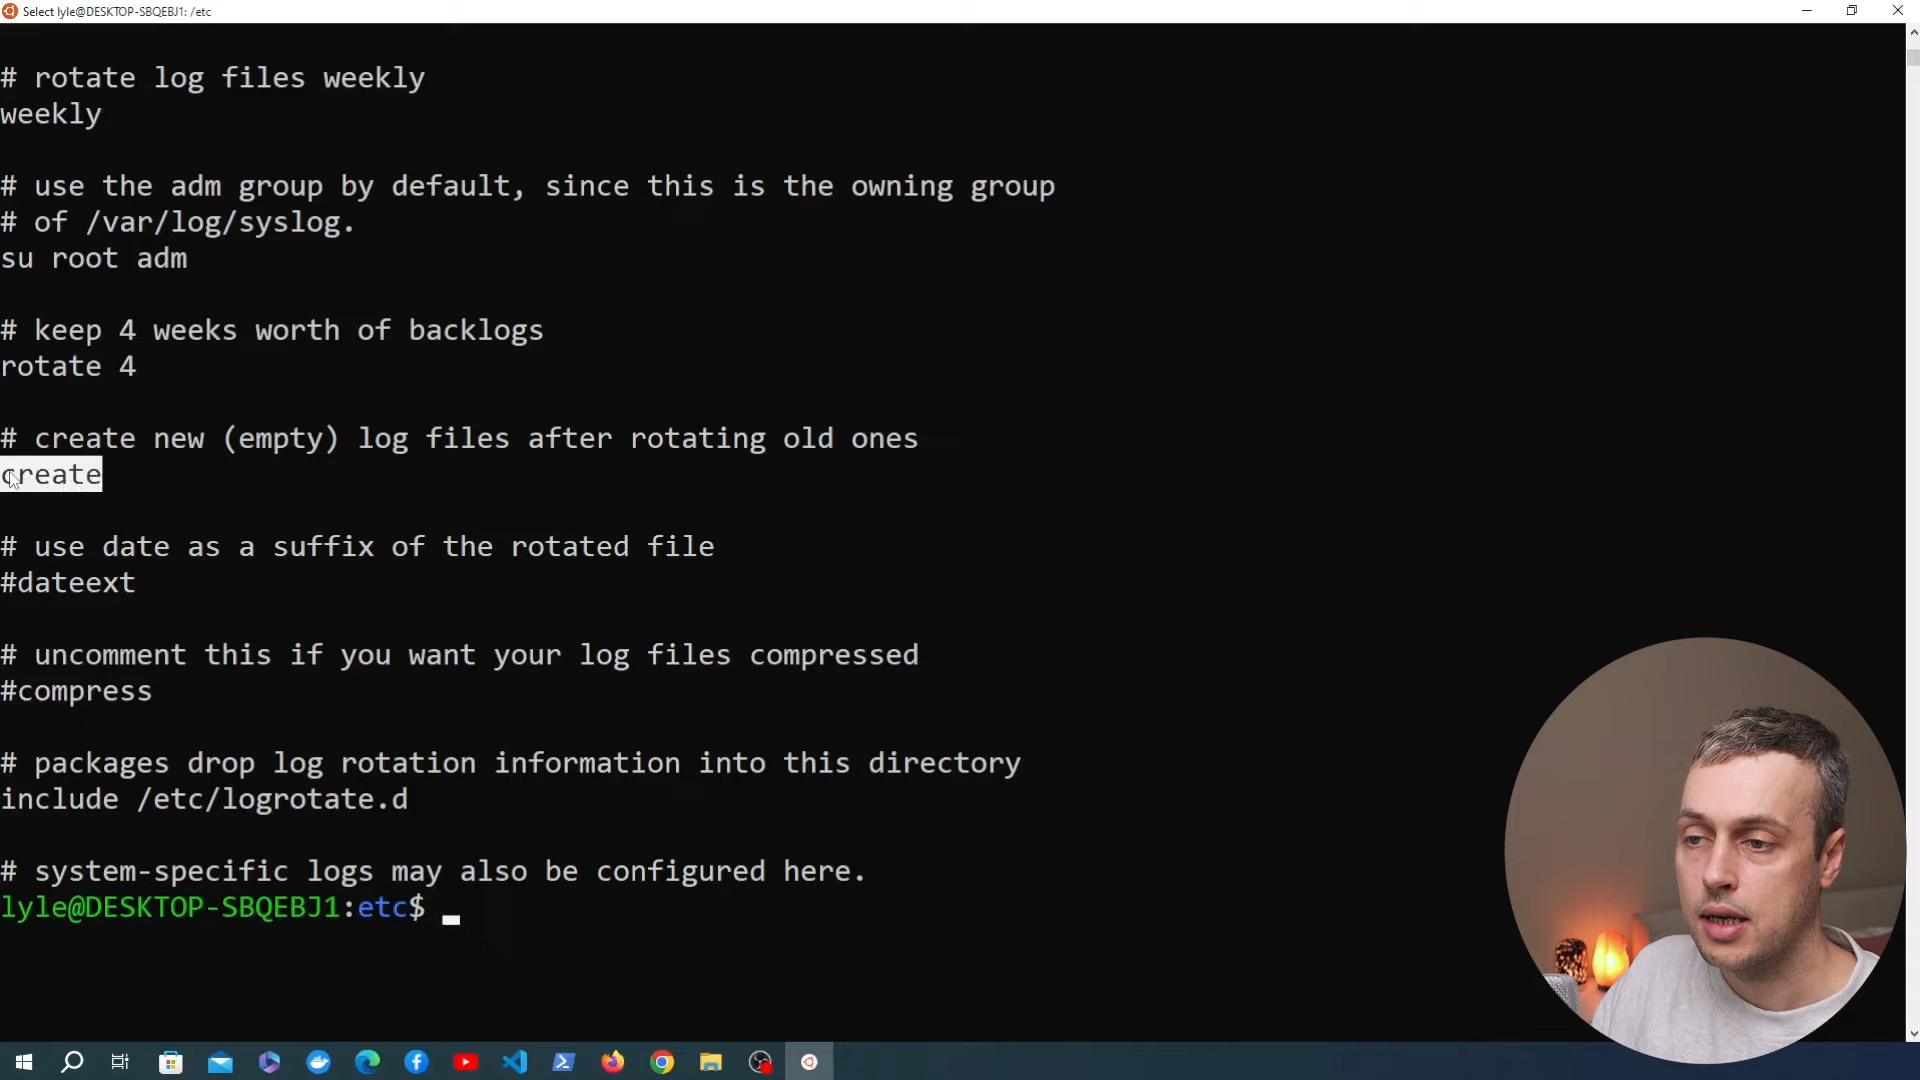 Select lyle@DESKTOP-SBQEBJ1: /etc
# rotate log files weekly
weekly
# use the adm group by default, since this is the owning group
# of /var/log/syslog.
su root adm
# keep 4 weeks worth of backlogs
rotate 4
# create new (empty) log files after rotating old ones
create
# use date as a suffix of the rotated file
#dateext
# uncomment this if you want your log files compressed
#compress
# packages drop log rotation information into this directory
include /etc/logrotate.d
# system-specific logs may also be configured here.
lyle@DESKTOP-SBQEBJ1:etc$